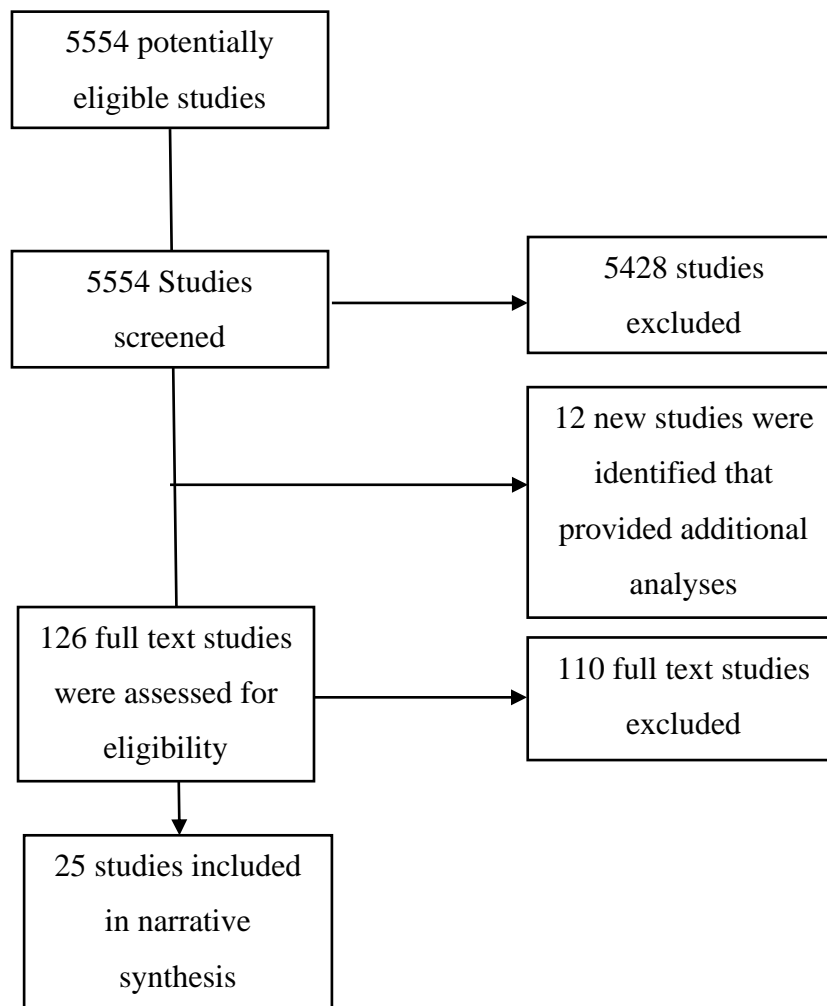 5554 potentially
eligible studies
5554 Studies
screened
5428 studies
excluded
12 new studies were
identified that
provided additional
analyses
126 full text studies
were assessed for
eligibility
110 full text studies
excluded
25 studies included
in narrative
synthesis